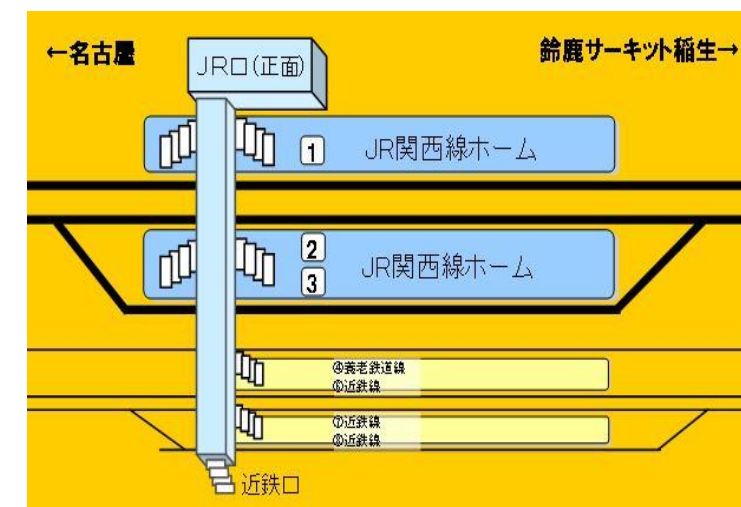 ←名古屋
鈴鹿サーキット稲生→
JR口(正面)
1 JR関西線ホーム
2
3
JR関西線ホーム
④養老鉄道線
⑥近鉄線
⑦近鉄線
⑧近鉄線
近鉄口